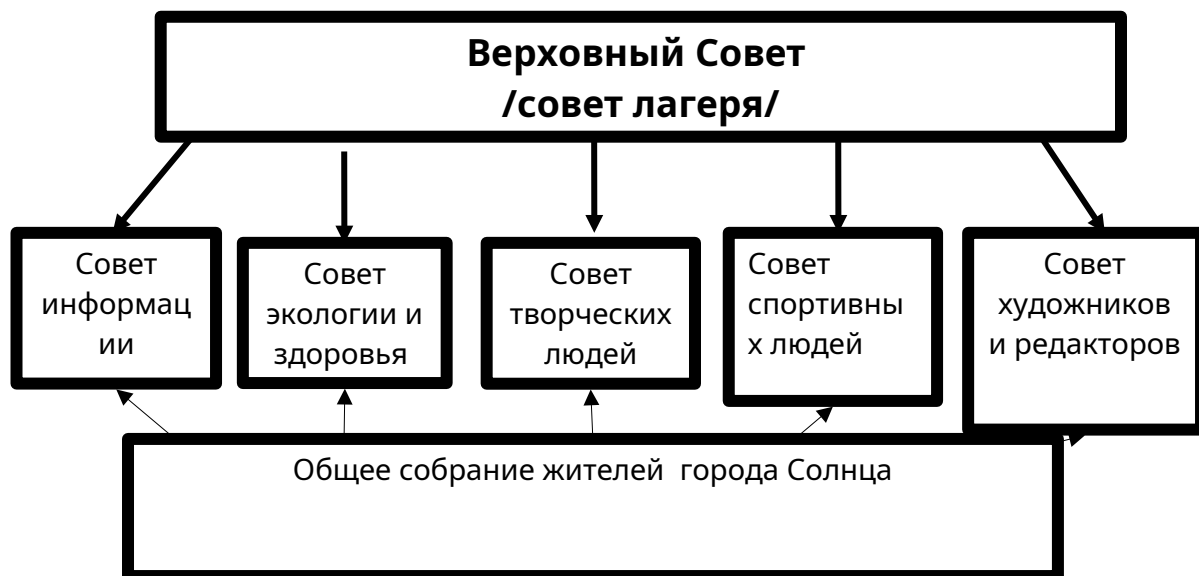 Верховный Совет
/совет лагеря/
Совет
информац
ии
Совет
экологии и
здоровья
Совет
творческих
людей
Совет
спортивны
х людей
Совет
художников
и редакторов
Общее собрание жителей  города Солнца